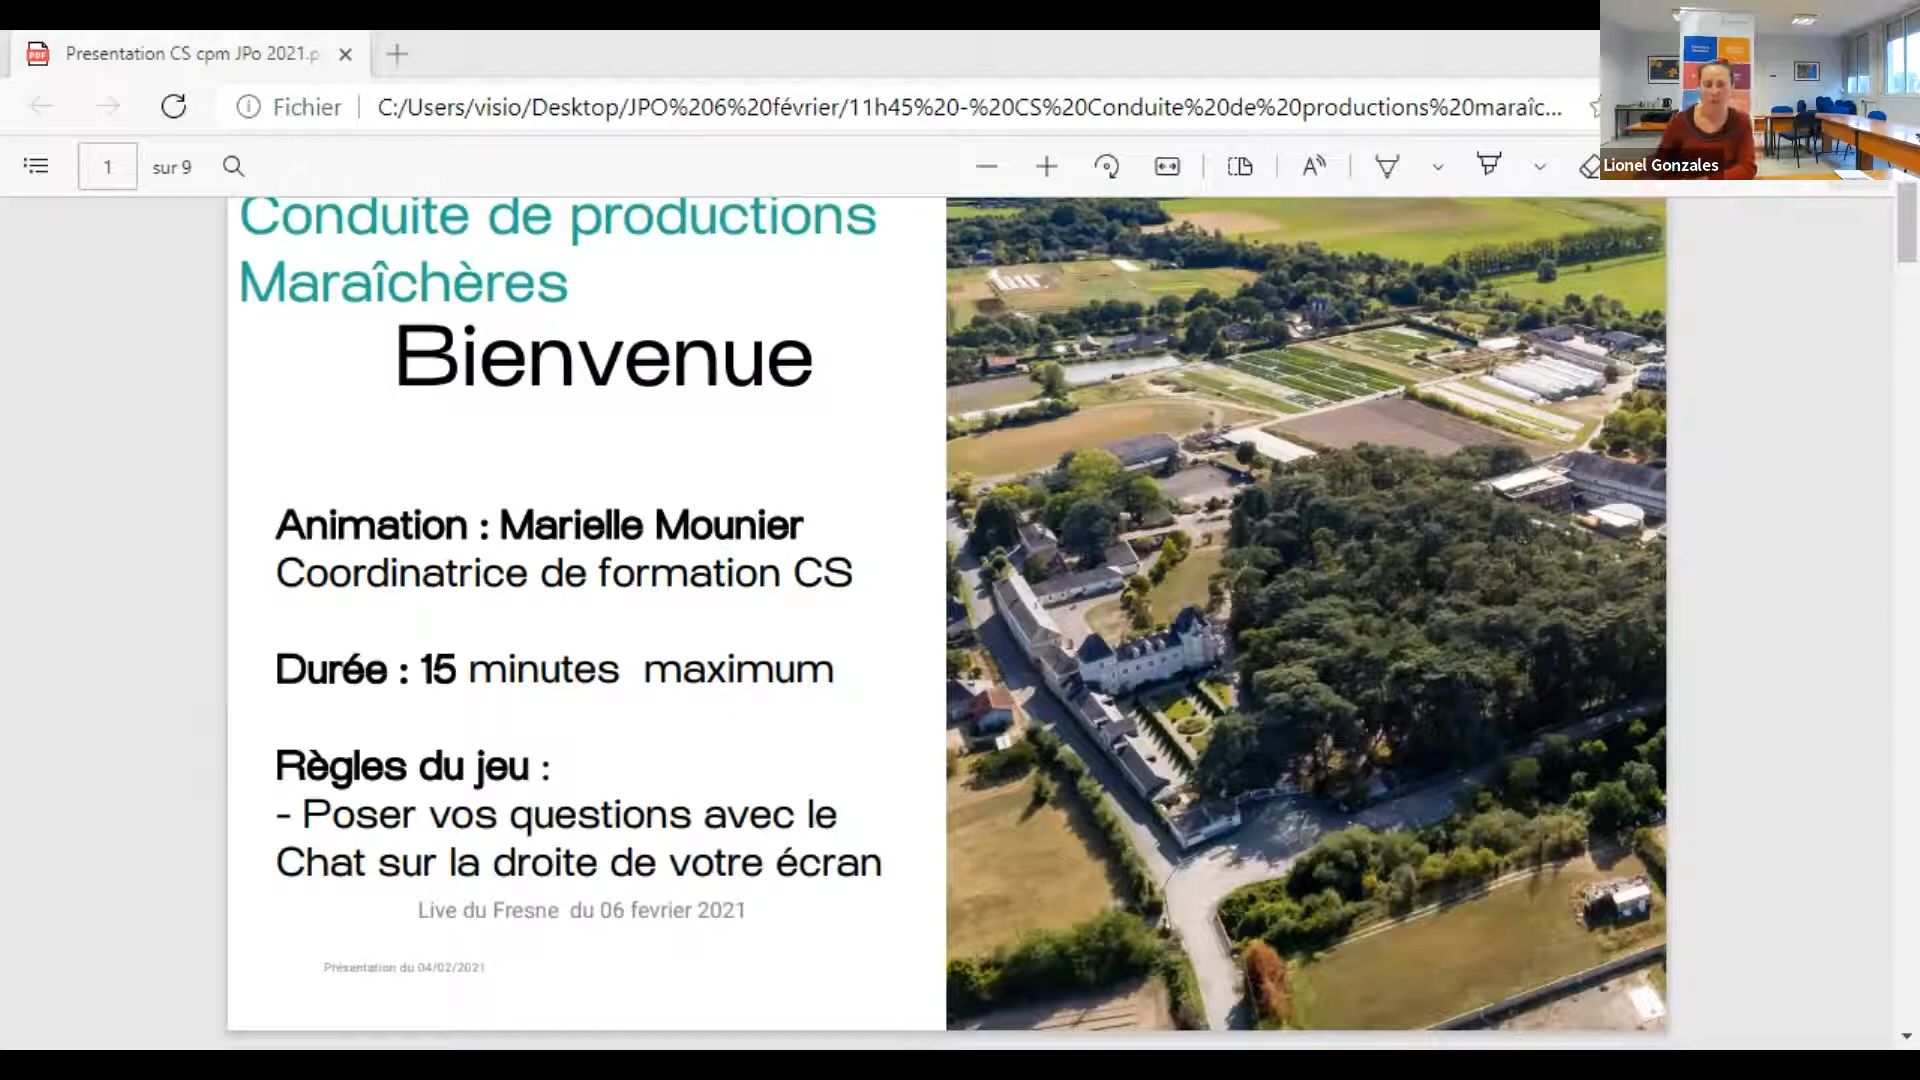 Presentation CS cpm JPo 2021.p
Fichier
C:/Users/visio/Desktop/JPO%206%20février/11h45%20-%20CS%20Conduite%20de%20productions%20maraîc...
1 sur 9
Lionel Gonzales
Conduite de productions
Maraîchères
Bienvenue
Animation : Marielle Mounier
Coordinatrice de formation CS
Durée : 15 minutes maximum
Règles du jeu :
- Poser vos questions avec le
Chat sur la droite de votre écran
Live du Fresne du 06 fevrier 2021
Présentation du 04/02/2021